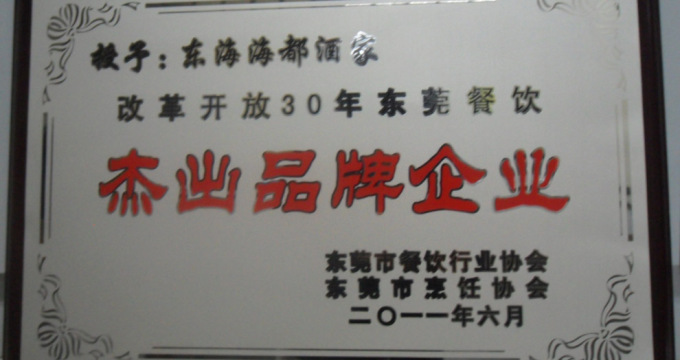 授予：东海海都酒家
改革开放30年东莞餐饮
杰出品牌企业
东莞市餐饮行业协会
东莞市烹饪协会
二〇一一年六月